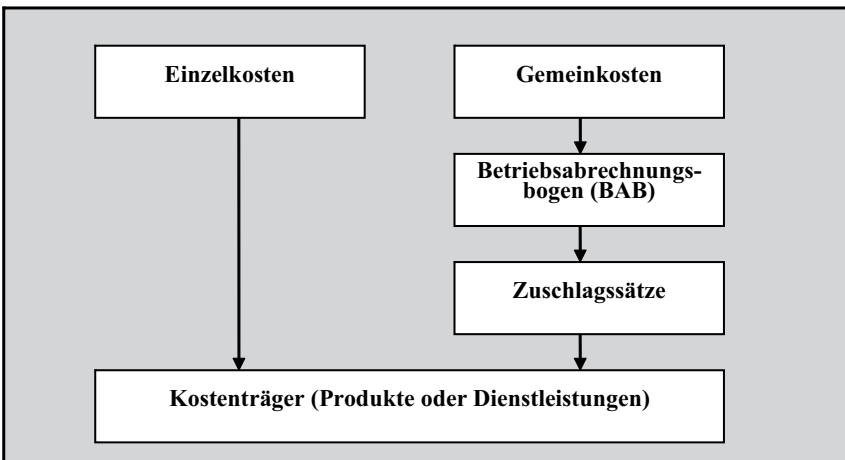 Einzelkosten
Gemeinkosten
Betriebsabrechnungs-
bogen (BAB)
Zuschlagssätze
Kostenträger (Produkte oder Dienstleistungen)